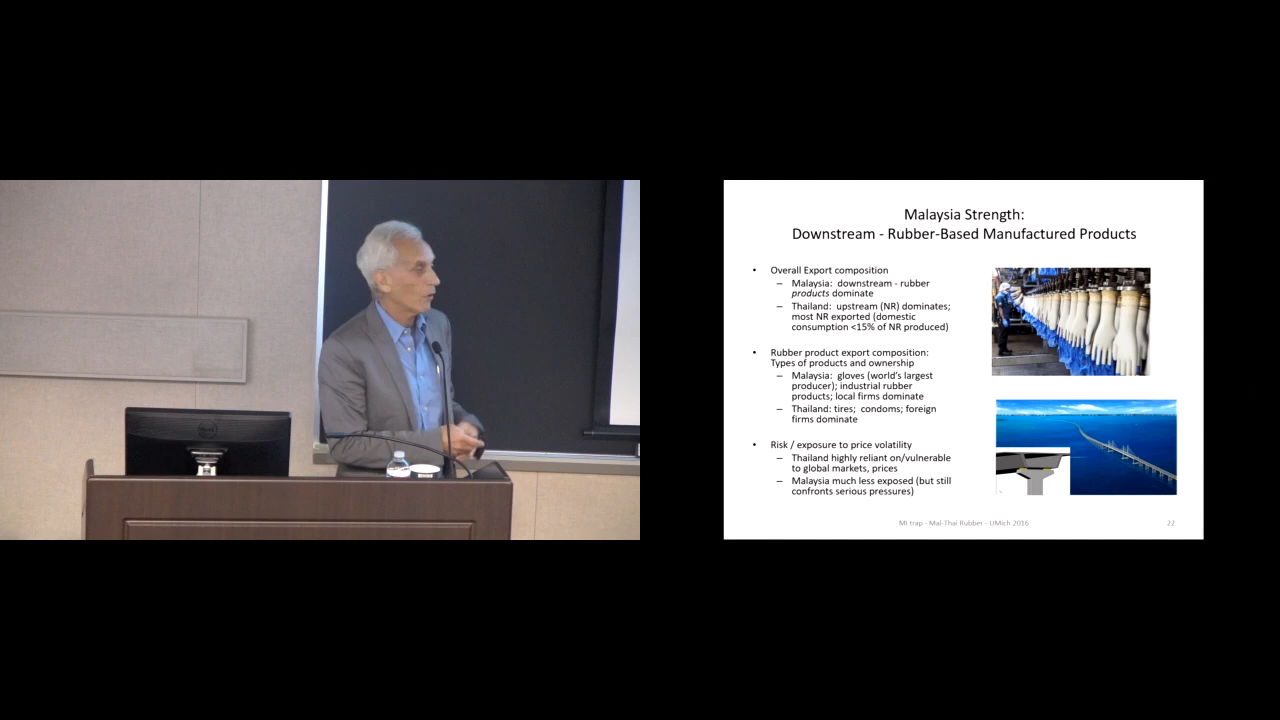 Malaysia Strength:
Downstream - Rubber-Based Manufactured Products
• Overall Export composition
– Malaysia: downstream - rubber
products dominate
– Thailand: upstream (NR) dominates;
most NR exported (domestic
consumption <15% of NR produced)
• Rubber product export composition:
Types of products and ownership
– Malaysia: gloves (world's largest
producer); industrial rubber
products; local firms dominate
– Thailand: tires; condoms; foreign
firms dominate
• Risk / exposure to price volatility
– Thailand highly reliant on/vulnerable
to global markets, prices
– Malaysia much less exposed (but still
confronts serious pressures)
MI trap - Mal-Thai Rubber - UMich 2016
22